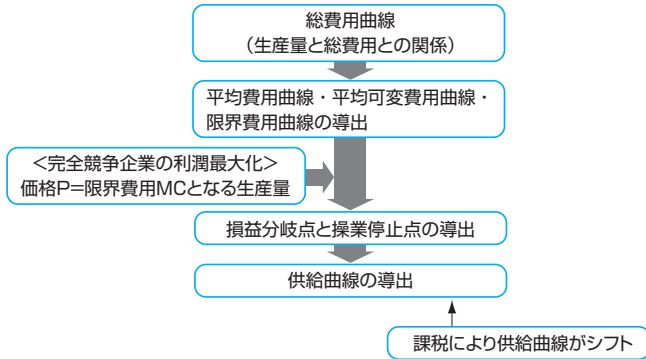 総費用曲線
（生産量と総費用との関係）
平均費用曲線・平均可変費用曲線・
限界費用曲線の導出
＜完全競争企業の利潤最大化＞
価格P=限界費用MCとなる生産量
損益分岐点と操業停止点の導出
供給曲線の導出
課税により供給曲線がシフト